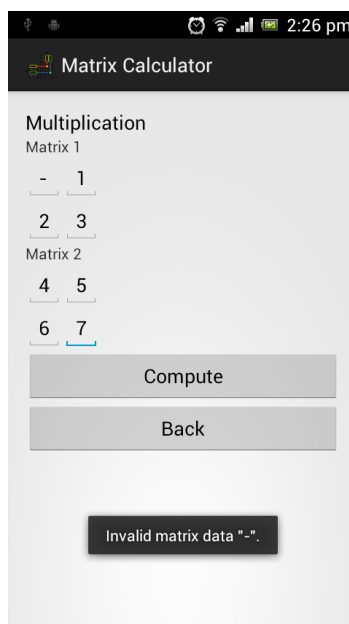 2:26 pm
Matrix Calculator
Multiplication
Matrix 1
- 1
2 3
Matrix 2
4 5
6 7
Compute
Back
Invalid matrix data "-".